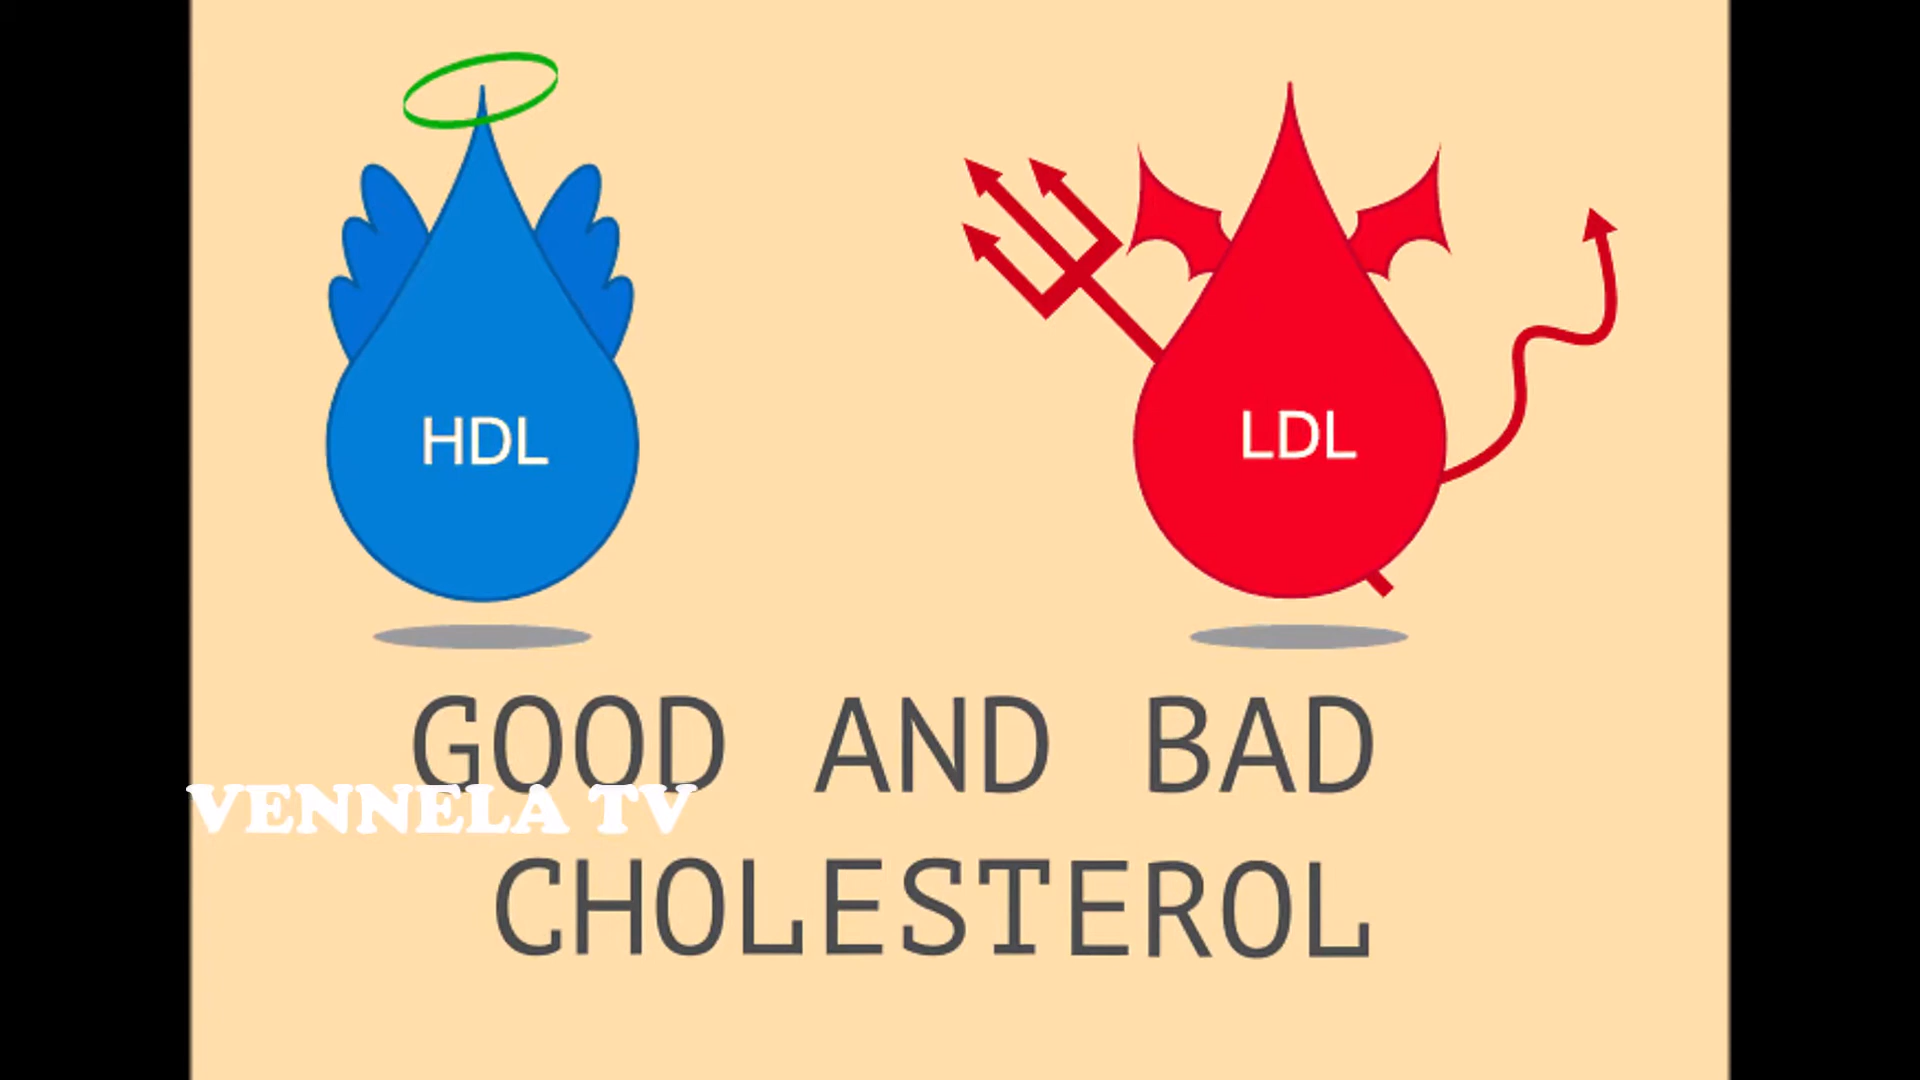 HDL
LDL
GOOD AND BAD
VENNELA TV
CHOLESTEROL